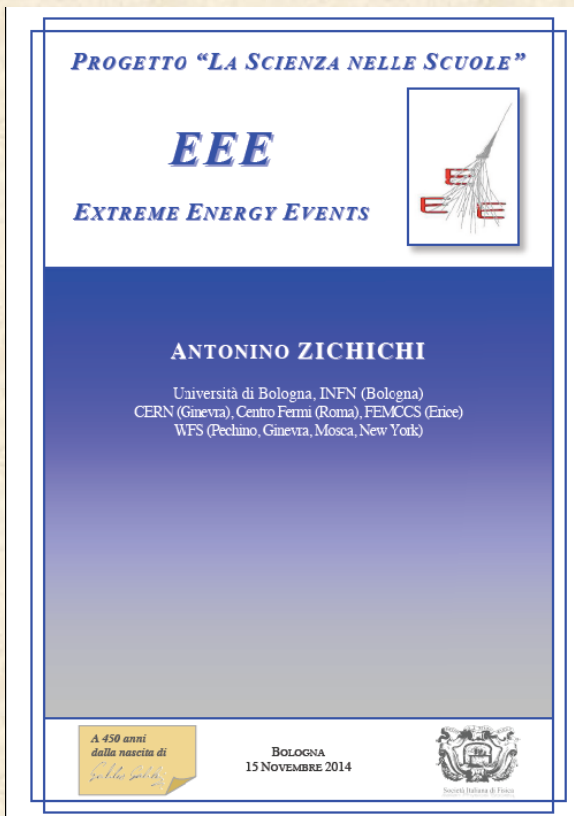 PROGETTO “LA SCIENZA NELLE SCUOLE”
EEE
EXTREME ENERGY EVENTS
E
E E
ANTONINO ZICHICHI
Università di Bologna, INFN (Bologna)
CERN (Ginevra), Centro Fermi (Roma), FEMCCS (Erice)
WFS (Pechino, Ginevra, Mosca, New York)
A 450 anni
dalla nascita di
Galileo Galilei
BOLOGNA
15 NOVEMBRE 2014
Società Italiana di Fisica